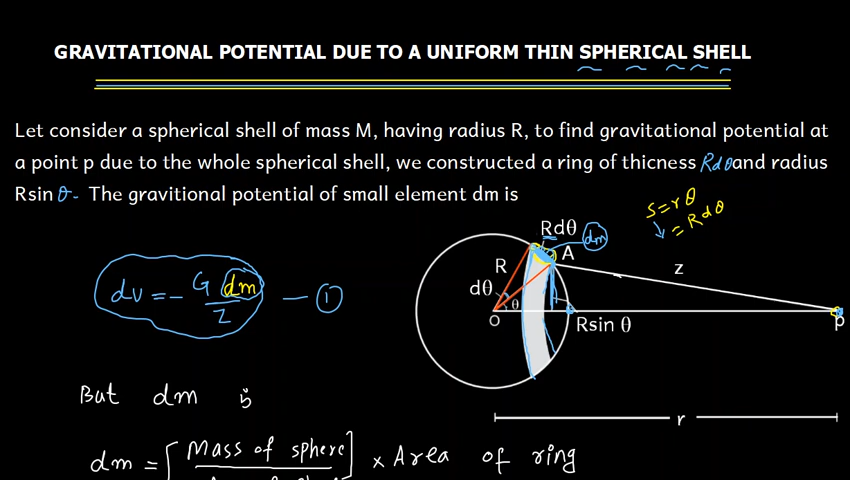 GRAVITATIONAL POTENTIAL DUE TO A UNIFORM THIN SPHERICAL SHELL
Let consider a spherical shell of mass M, having radius R, to find gravitational potential at
a point p due to the whole spherical shell, we constructed a ring of thicness Rdθ and radius
Rsin θ. The gravitional potential of small element dm is
S = rθ
= Rdθ
Rdθ
dm
A
R
z
dθ
θ
O
Rsin θ
P
r
dv = - G dm / z — ①
But dm is
dm = [Mass of sphere] × Area of ring